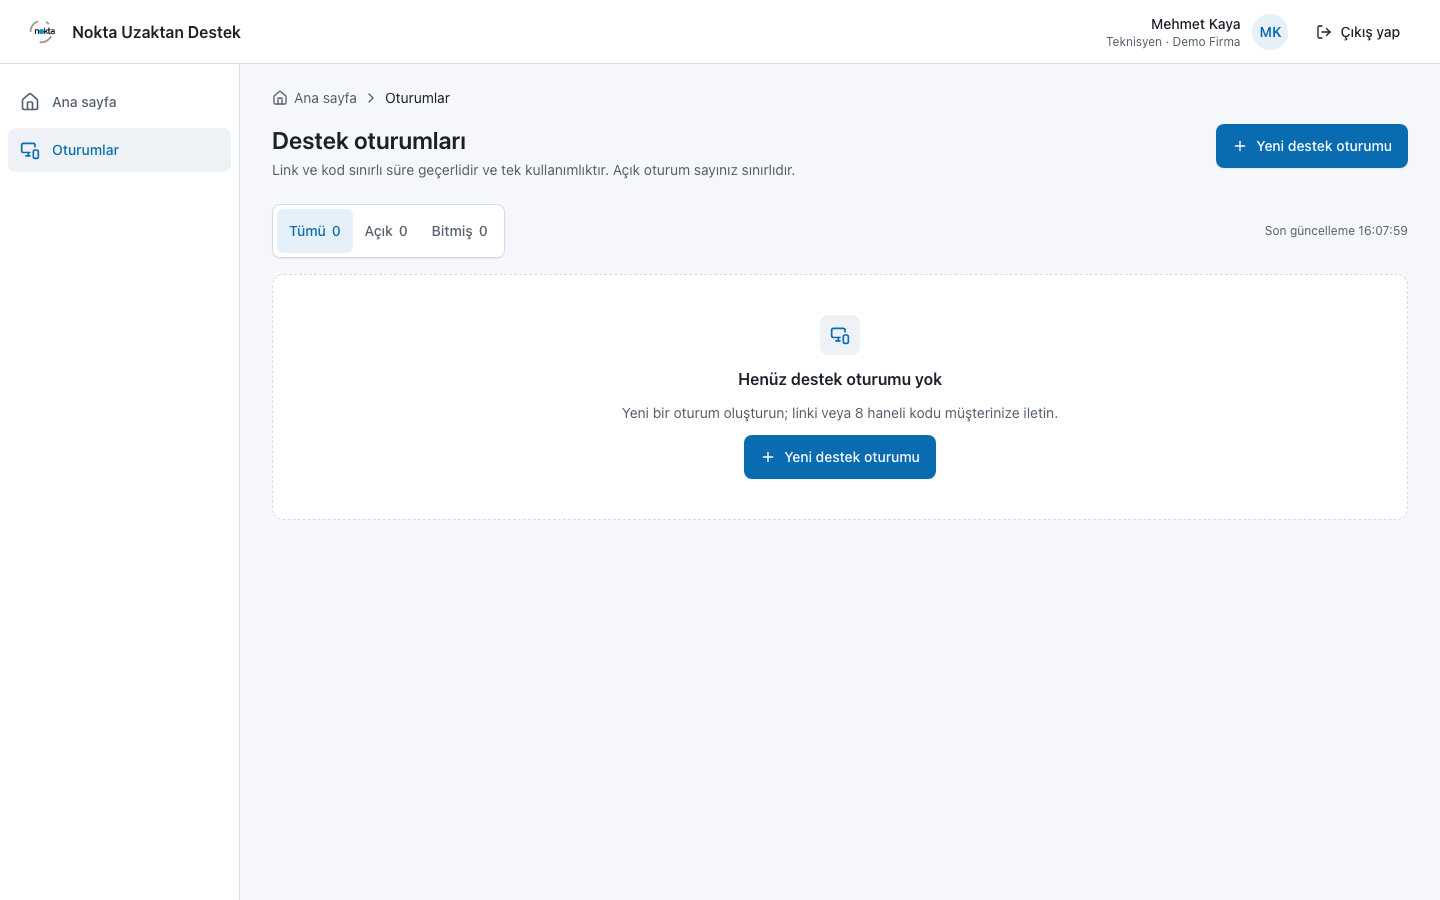 nokta
Nokta Uzaktan Destek
Mehmet Kaya
Teknisyen · Demo Firma
MK
Çıkış yap
Ana sayfa
Oturumlar
Ana sayfa > Oturumlar
Destek oturumları
Link ve kod sınırlı süre geçerlidir ve tek kullanımlıktır. Açık oturum sayınız sınırlıdır.
+ Yeni destek oturumu
Tümü 0 Açık 0 Bitmiş 0
Son güncelleme 16:07:59
Henüz destek oturumu yok
Yeni bir oturum oluşturun; linki veya 8 haneli kodu müşterinize iletin.
+ Yeni destek oturumu